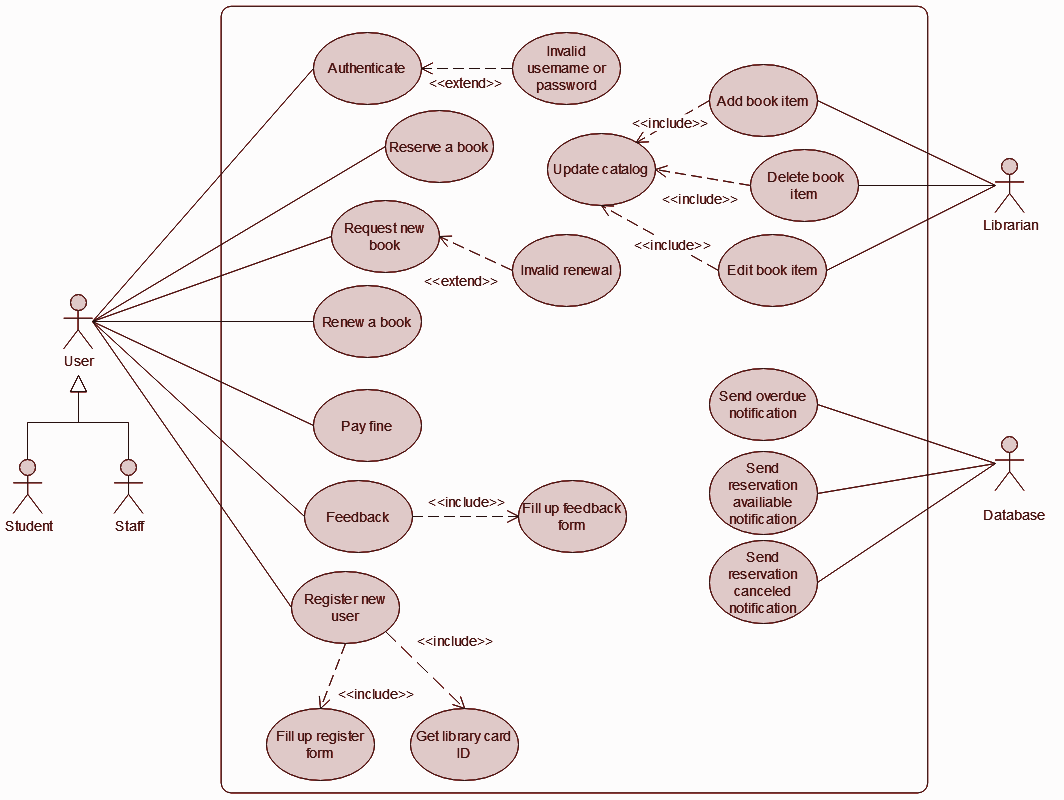 Authenticate
<<extend>>
Invalid
username or
password
Reserve a book
Request new
book
<<extend>>
Invalid renewal
Renew a book
Pay fine
Feedback
<<include>>
Fill up feedback
form
Register new
user
<<include>>
<<include>>
Fill up register
form
Get library card
ID
Add book item
<<include>>
Update catalog
Delete book
item
<<include>>
<<include>>
Edit book item
Send overdue
notification
Send
reservation
availiable
notification
Send
reservation
canceled
notification
User
Student
Staff
Librarian
Database